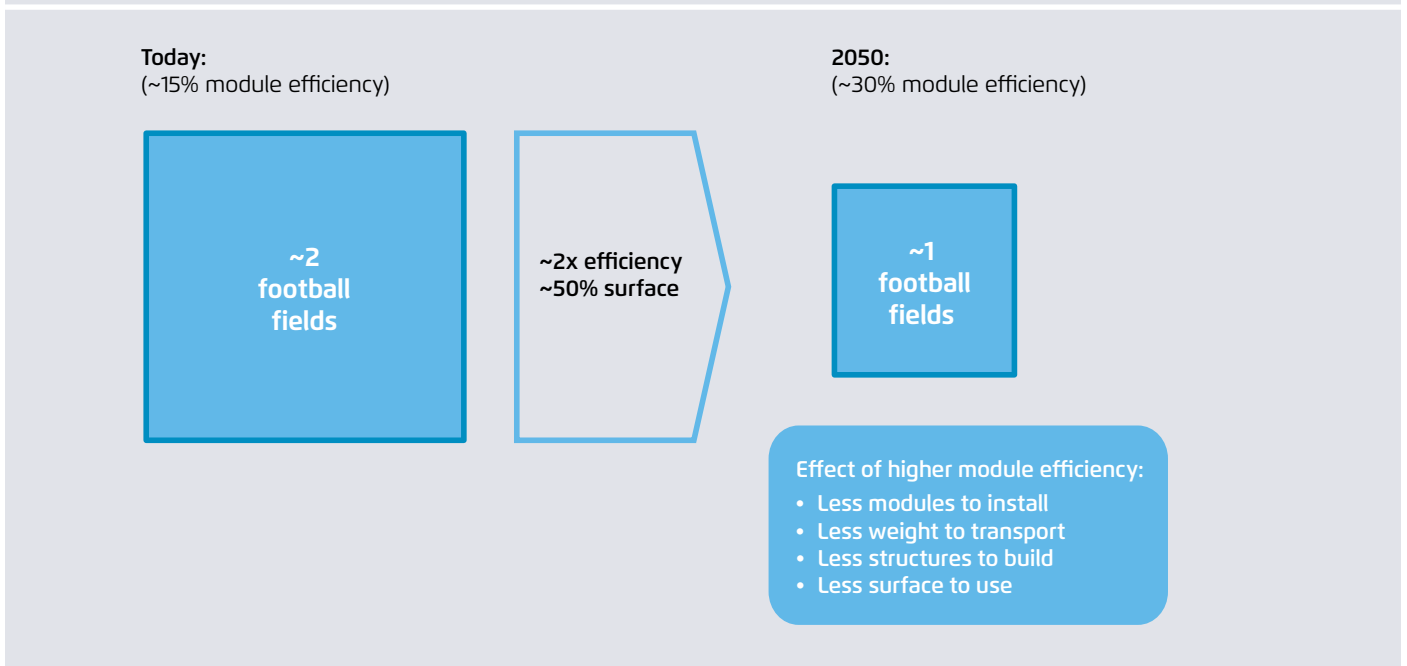 Today:
(~15% module efficiency)
2050:
(~30% module efficiency)
~2
football
fields
~2x efficiency
~50% surface
~1
football
fields
Effect of higher module efficiency:
• Less modules to install
• Less weight to transport
• Less structures to build
• Less surface to use